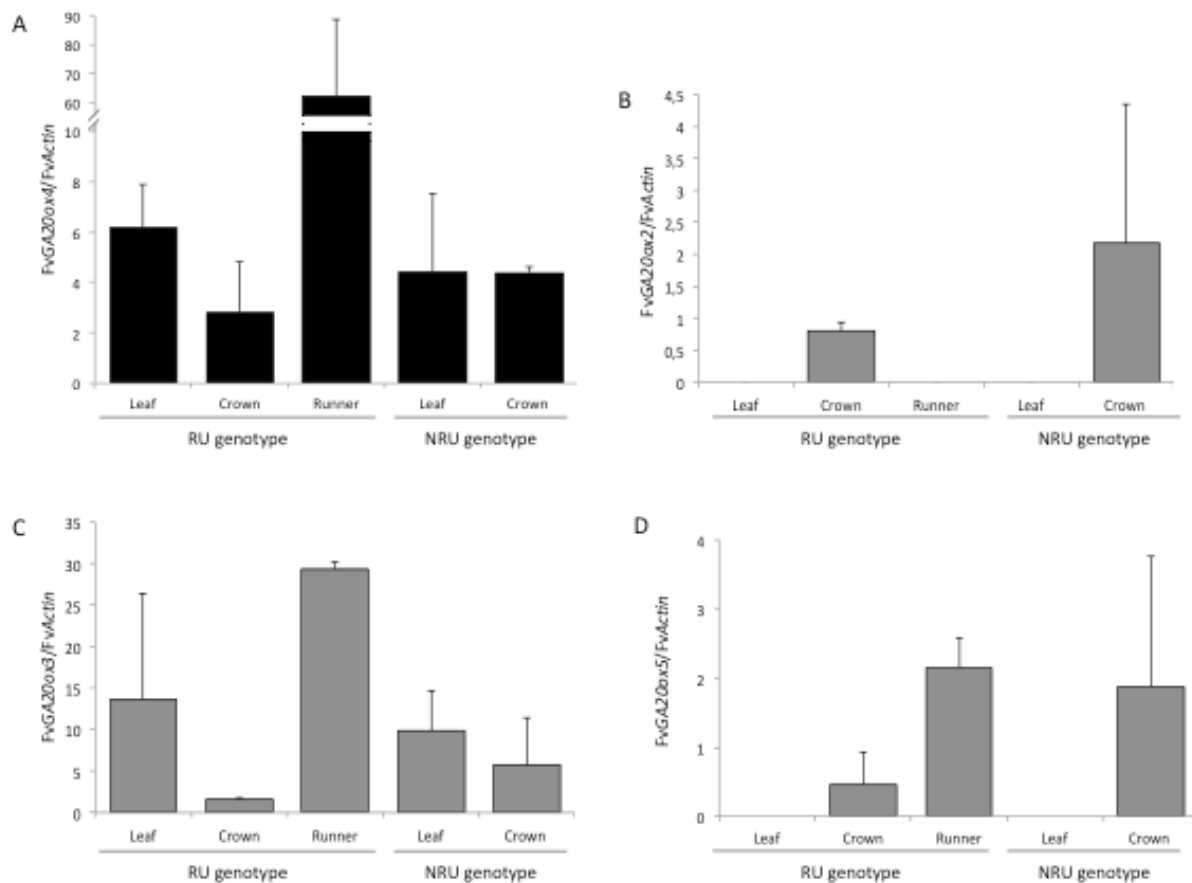 A
FvGA20ox4/FvActin
90
80
70
60
10
8
6
4
2
0
Leaf Crown Runner Leaf Crown
RU genotype NRU genotype
B
FvGA20ox2/FvActin
4,5
4
3,5
3
2,5
2
1,5
1
0,5
0
Leaf Crown Runner Leaf Crown
RU genotype NRU genotype
C
FvGA20ox3/FvActin
35
30
25
20
15
10
5
0
Leaf Crown Runner Leaf Crown
RU genotype NRU genotype
D
FvGA20ox5/FvActin
4
3
2
1
0
Leaf Crown Runner Leaf Crown
RU genotype NRU genotype